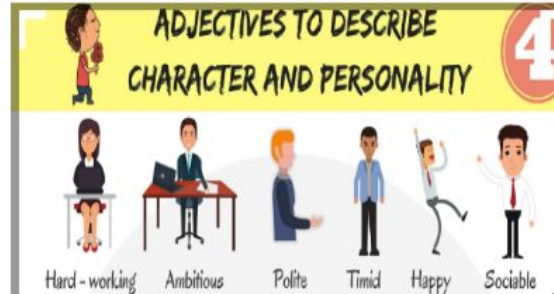 ADJECTIVES TO DESCRIBE
CHARACTER AND PERSONALITY
4
Hard - working Ambitious Polite Timid Happy Sociable